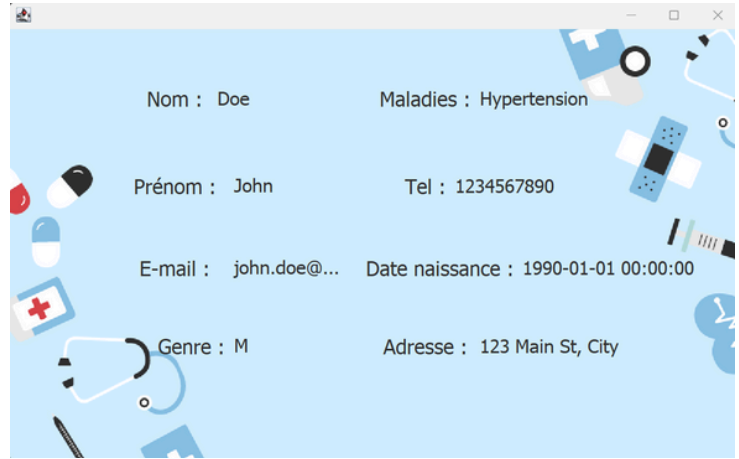 Nom : Doe Maladies : Hypertension
Prénom : John Tel : 1234567890
E-mail : john.doe@... Date naissance : 1990-01-01 00:00:00
Genre : M Adresse : 123 Main St, City